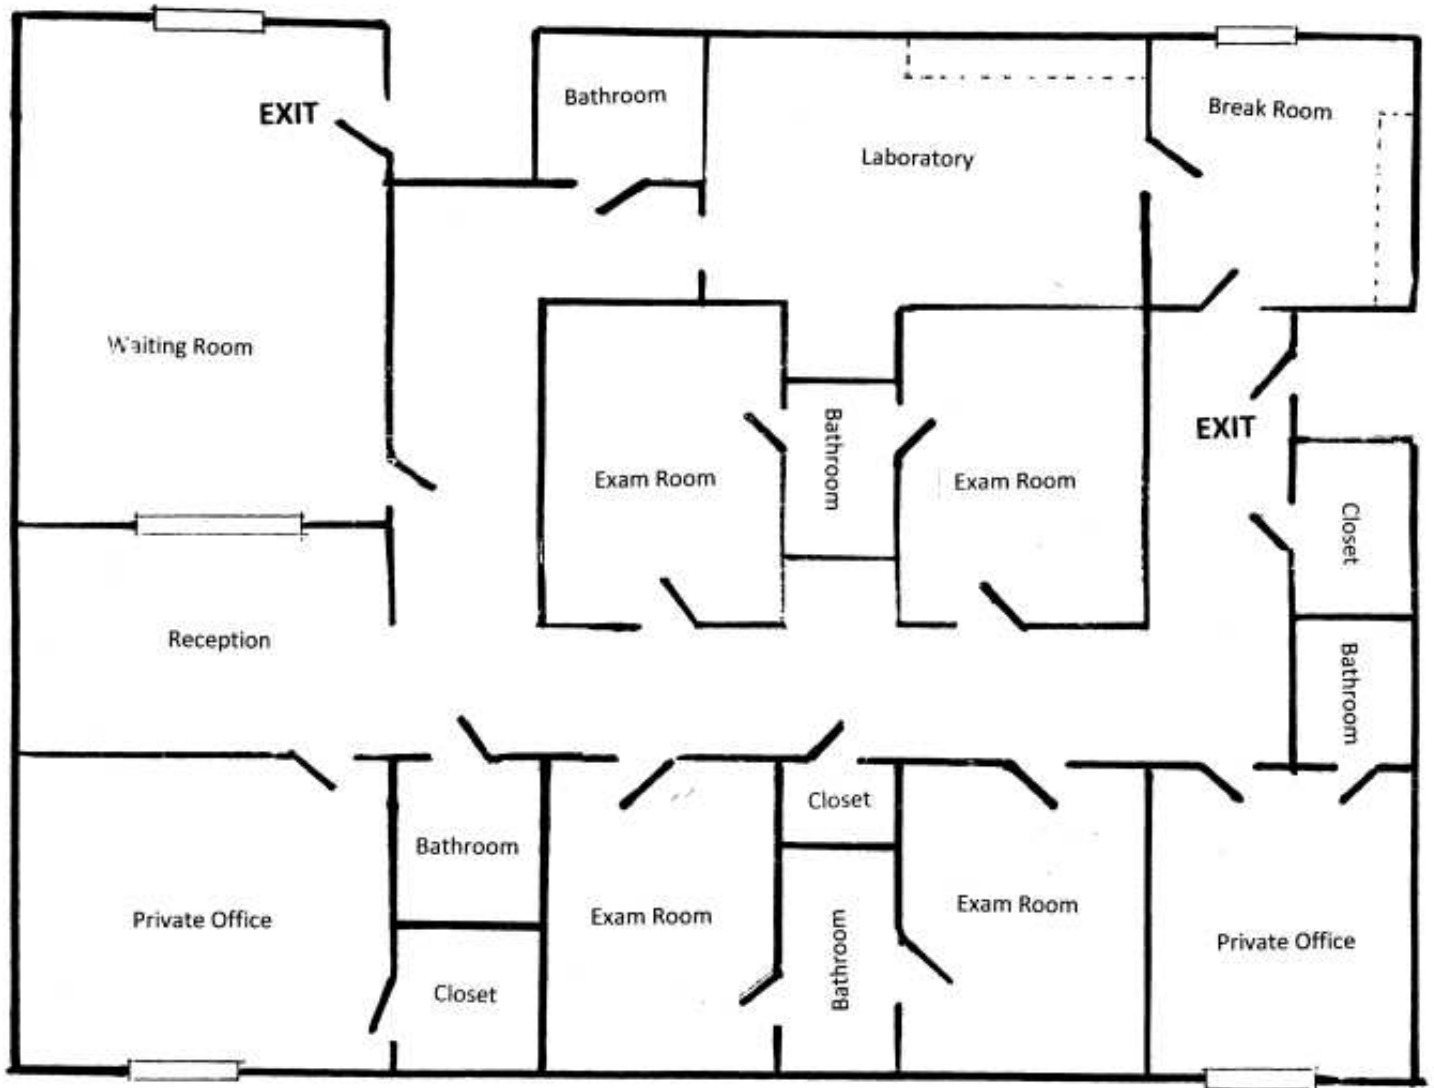 Bathroom
Break Room
EXIT
Laboratory
Waiting Room
EXIT
Bathroom
Exam Room
Exam Room
Closet
Reception
Bathroom
Closet
Bathroom
Private Office
Exam Room
Exam Room
Bathroom
Private Office
Closet